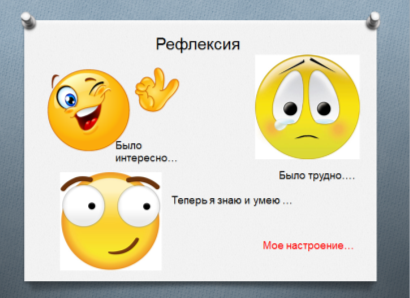 Рефлексия
Было
интересно…
Было трудно….
Теперь я знаю и умею …
Мое настроение…